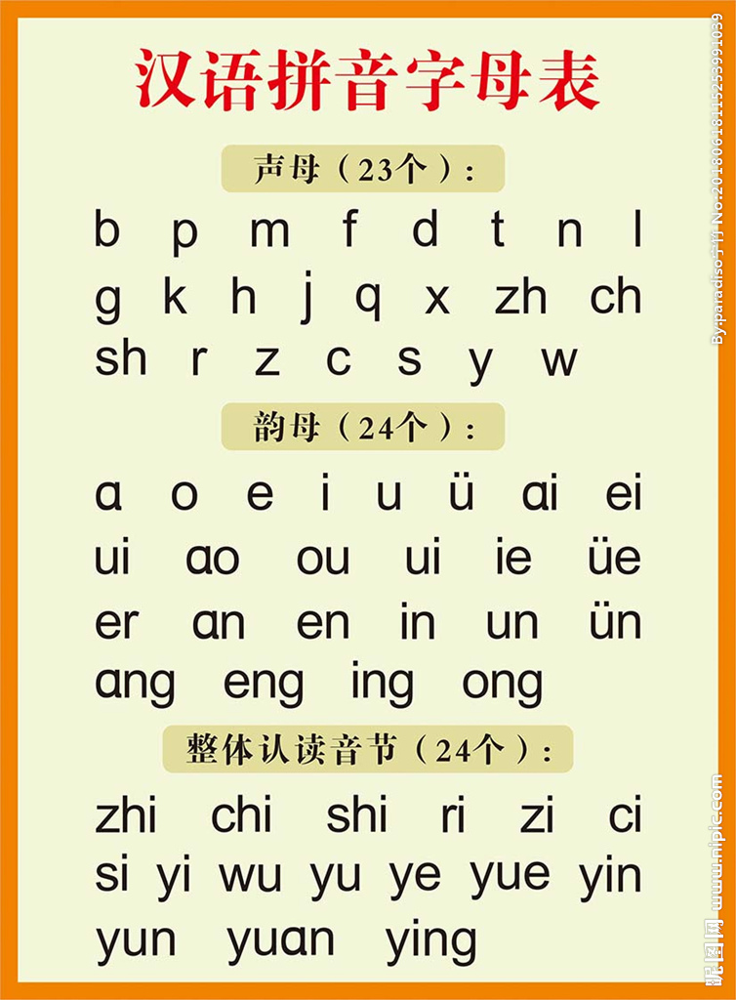 汉语拼音字母表
声母（23个）：
b p m f d t n l
g k h j q x zh ch
sh r z c s y w
韵母（24个）：
ɑ o e i u ü ɑi ei
ui ɑo ou ui ie üe
er ɑn en in un ün
ɑng eng ing ong
整体认读音节（24个）：
zhi chi shi ri zi ci
si yi wu yu ye yue yin
yun yuɑn ying
By:paradiso宁竹 No.20180618115253991039
昵图网 www.nipic.com